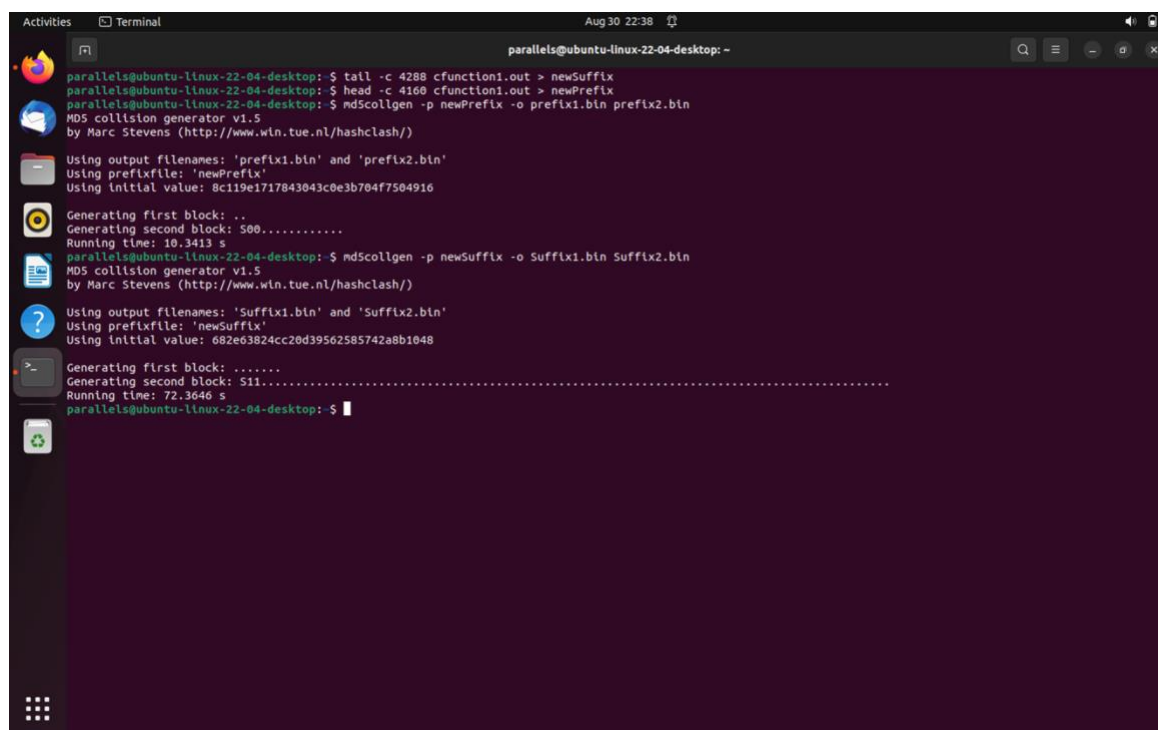 Activities Terminal Aug 30 22:38
parallels@ubuntu-linux-22-04-desktop: ~
parallels@ubuntu-linux-22-04-desktop:~$ tail -c 4288 cfunction1.out > newSuffix
parallels@ubuntu-linux-22-04-desktop:~$ head -c 4160 cfunction1.out > newPrefix
parallels@ubuntu-linux-22-04-desktop:~$ md5collgen -p newPrefix -o prefix1.bin prefix2.bin
MD5 collision generator v1.5
by Marc Stevens (http://www.win.tue.nl/hashclash/)
Using output filenames: 'prefix1.bin' and 'prefix2.bin'
Using prefixfile: 'newPrefix'
Using initial value: 8c119e1717843043c0e3b704f7504916
Generating first block: ..
Generating second block: S00............
Running time: 10.3413 s
parallels@ubuntu-linux-22-04-desktop:~$ md5collgen -p newSuffix -o Suffix1.bin Suffix2.bin
MD5 collision generator v1.5
by Marc Stevens (http://www.win.tue.nl/hashclash/)
Using output filenames: 'Suffix1.bin' and 'Suffix2.bin'
Using prefixfile: 'newSuffix'
Using initial value: 682e63824cc20d39562585742a8b1048
Generating first block: .......
Generating second block: S11...........................................................................................
Running time: 72.3646 s
parallels@ubuntu-linux-22-04-desktop:~$